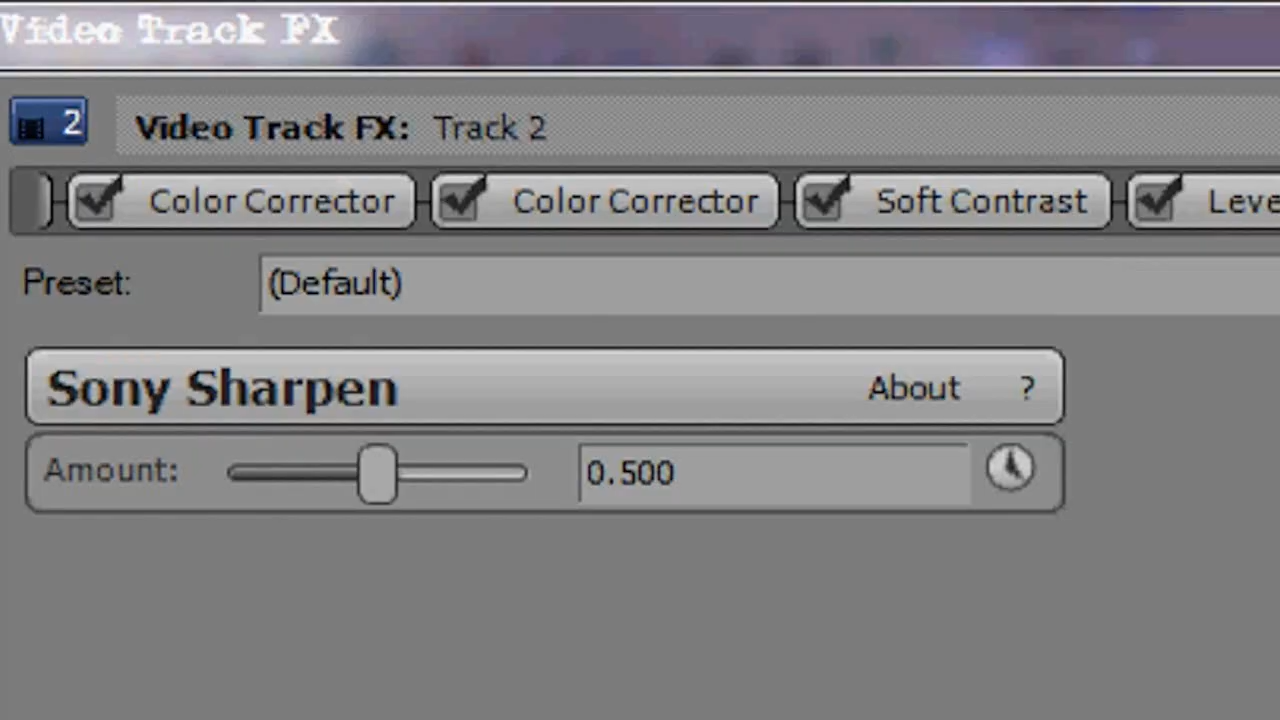 Video Track FX
2 Video Track FX: Track 2
Color Corrector Color Corrector Soft Contrast Leve
Preset: (Default)
Sony Sharpen About ?
Amount: 0.500